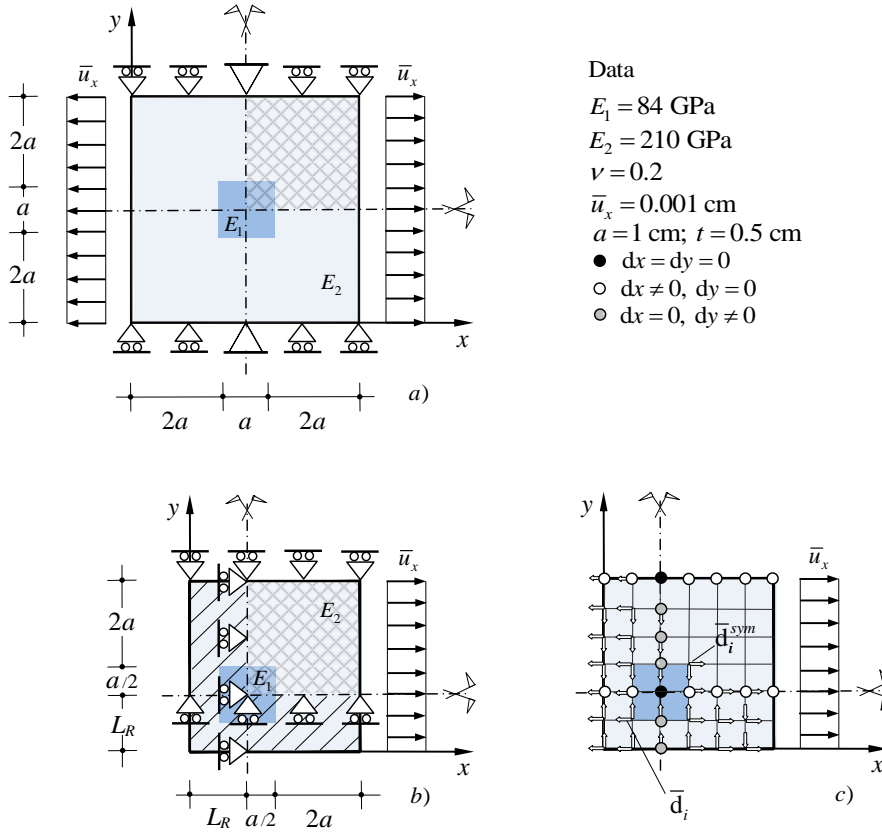 y
ū_x
ū_x
2a
a
2a
E_1
E_2
x
2a
a
2a
a)
Data
E_1 = 84 GPa
E_2 = 210 GPa
ν = 0.2
ū_x = 0.001 cm
a = 1 cm; t = 0.5 cm
● dx = dy = 0
○ dx ≠ 0, dy = 0
● dx = 0, dy ≠ 0
y
ū_x
2a
a/2
L_R
E_2
E_1
x
L_R
a/2
2a
b)
y
ū_x
d̄_i^{sym}
x
d̄_i
c)